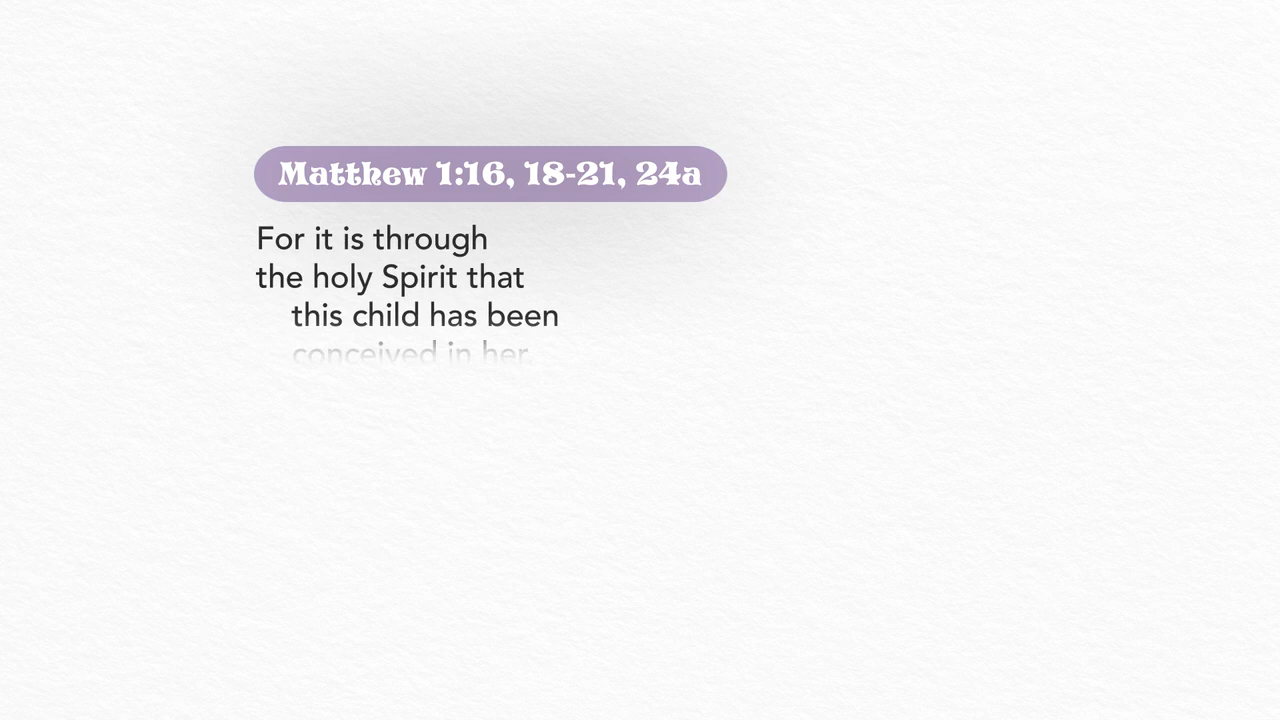 Matthew 1:16, 18-21, 24a
For it is through
the holy Spirit that
this child has been
conceived in her.